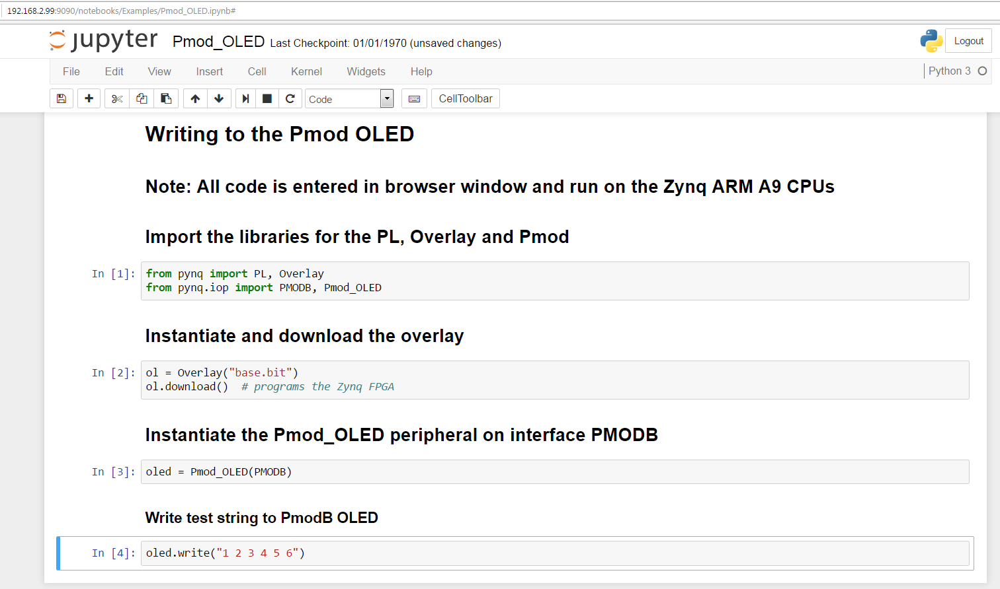 192.168.2.99:9090/notebooks/Examples/Pmod_OLED.ipynb#
jupyter Pmod_OLED Last Checkpoint: 01/01/1970 (unsaved changes) Logout
File Edit View Insert Cell Kernel Widgets Help Python 3
Code CellToolbar
Writing to the Pmod OLED
Note: All code is entered in browser window and run on the Zynq ARM A9 CPUs
Import the libraries for the PL, Overlay and Pmod
In [1]: from pynq import PL, Overlay
from pynq.iop import PMODB, Pmod_OLED
Instantiate and download the overlay
In [2]: ol = Overlay("base.bit")
ol.download()  # programs the Zynq FPGA
Instantiate the Pmod_OLED peripheral on interface PMODB
In [3]: oled = Pmod_OLED(PMODB)
Write test string to PmodB OLED
In [4]: oled.write("1 2 3 4 5 6")